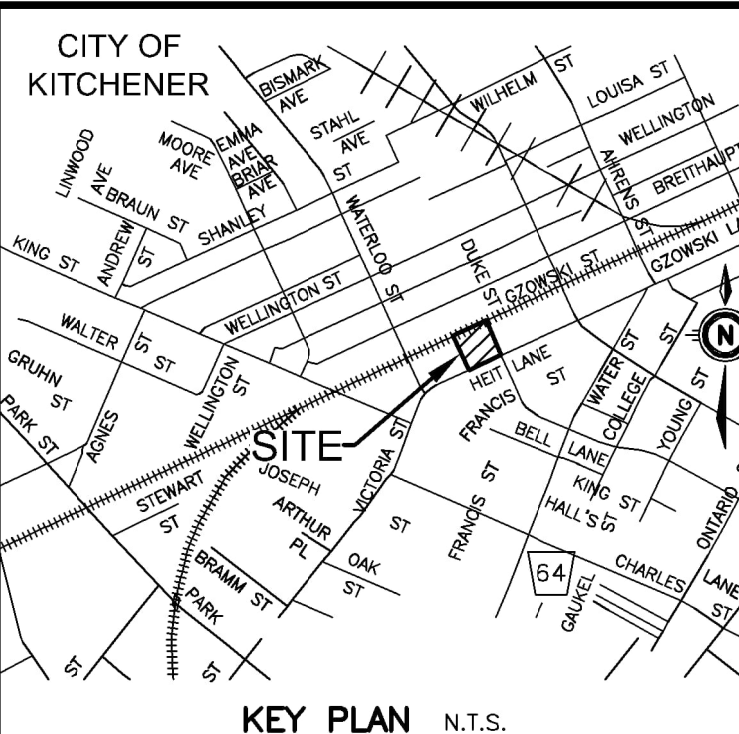 CITY OF
KITCHENER
BISMARK
AVE
WILHELM ST
LOUISA ST
WELLINGTON
BREITHAUPT
LINWOOD
AVE
MOORE
AVE
EMMA
AVE
BRIAR
AVE
STAHL
AVE
ST
AHRENS ST
BRAUN ST
SHANLEY
ANDREW
ST
KING ST
WATERLOO ST
DUKE ST
GZOWSKI ST
GZOWSKI LA
WELLINGTON ST
WALTER
ST
ST
GRUHN
ST
PARK ST
AGNES
WELLINGTON
ST
HEIT LANE
FRANCIS
ST
WATER ST
COLLEGE
ST
YOUNG ST
N
SITE
BELL LANE
VICTORIA ST
JOSEPH
STEWART
ST
ARTHUR
PL
ST
FRANCIS ST
KING ST
HALL'S
ST
ONTARIO
OAK
ST
BRAMM ST
64
GAUKEL
CHARLES
LANE
ST
PARK
ST
ST
KEY PLAN N.T.S.